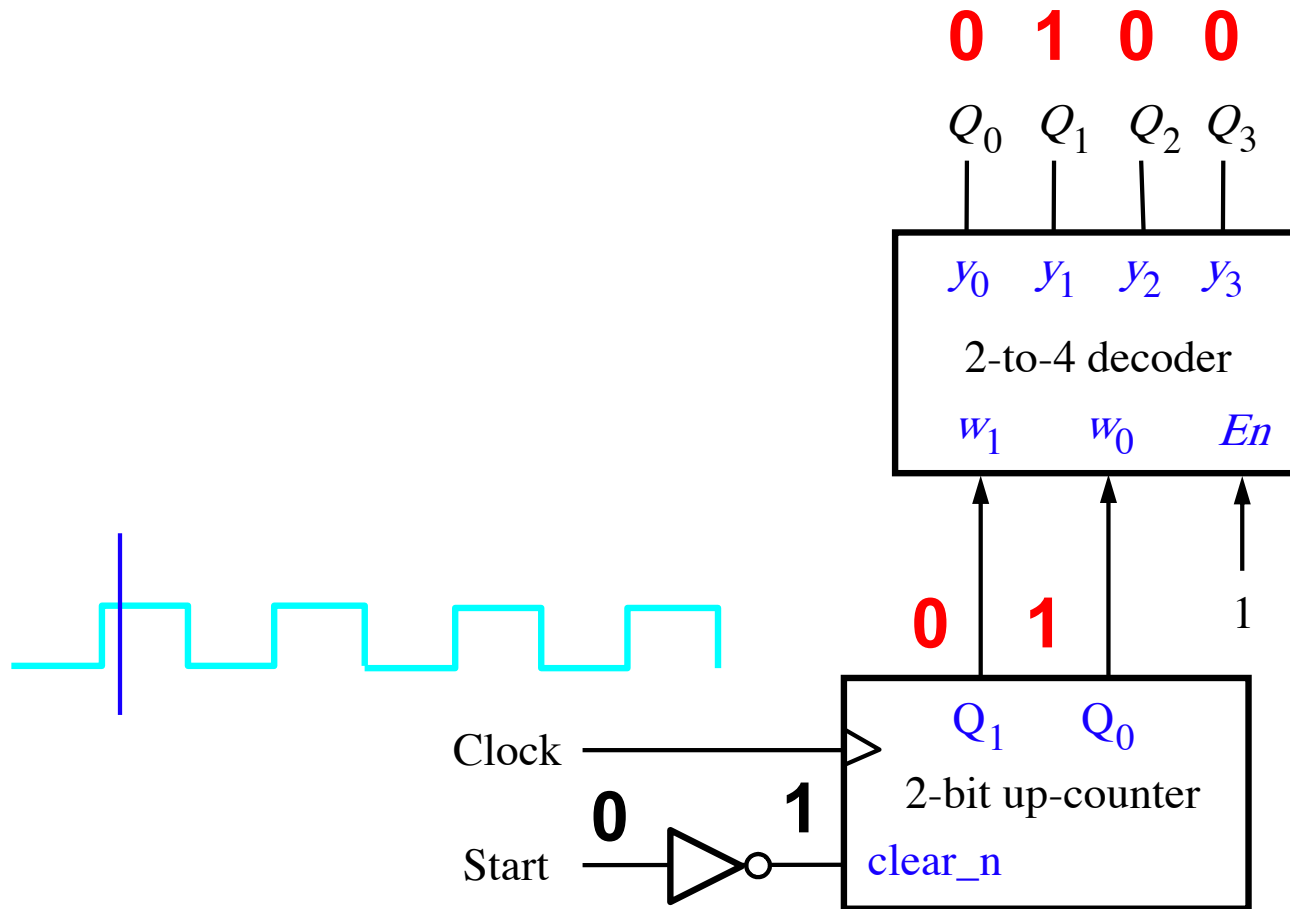 0 1 0 0
Q0 Q1 Q2 Q3
y0 y1 y2 y3
2-to-4 decoder
w1 w0 En
0 1 1
Q1 Q0
Clock
2-bit up-counter
0 1
Start clear_n